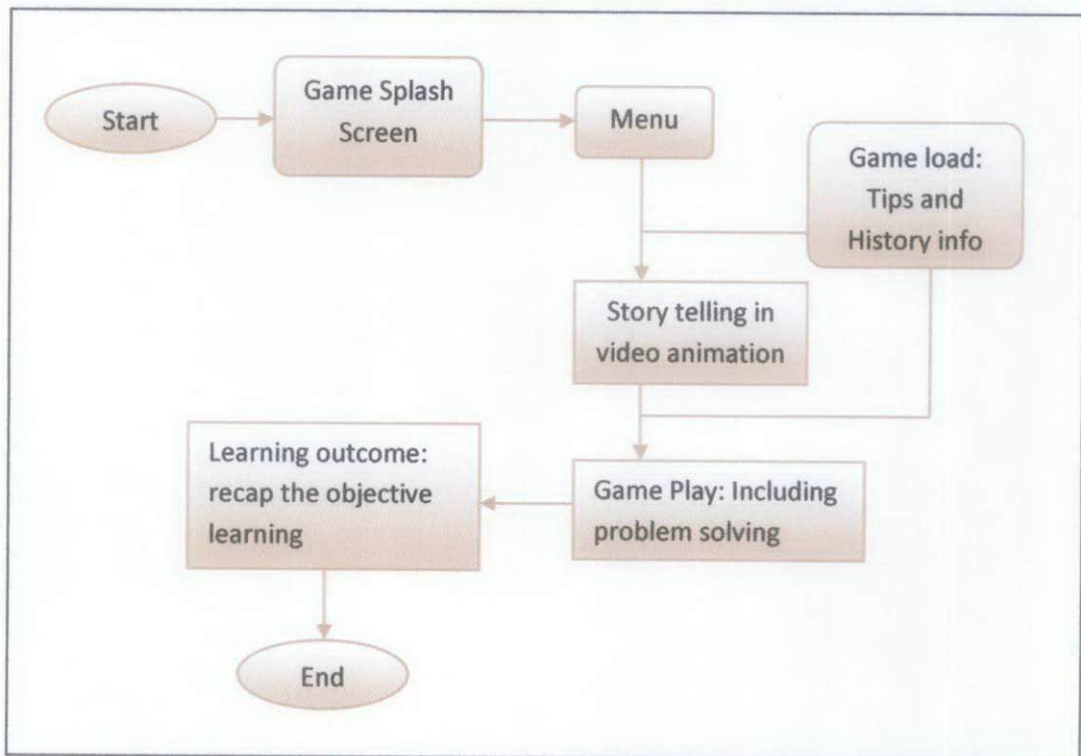 Start
Game Splash
Screen
Menu
Game load:
Tips and
History info
Story telling in
video animation
Game Play: Including
problem solving
Learning outcome:
recap the objective
learning
End